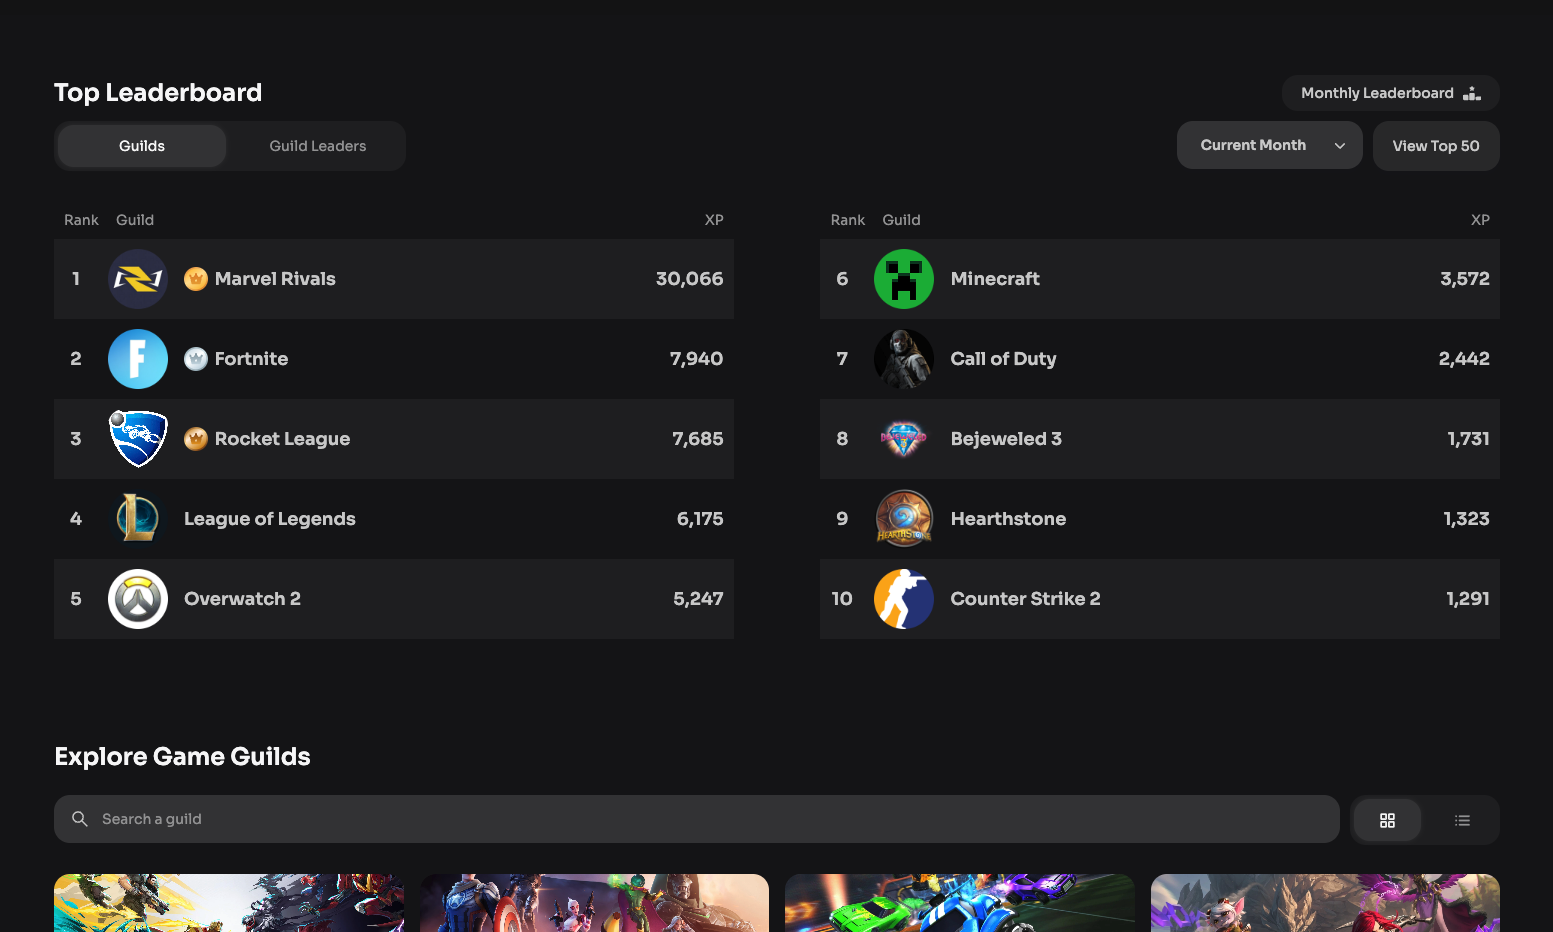 Top Leaderboard
Monthly Leaderboard
Guilds
Guild Leaders
Current Month
View Top 50
Rank Guild XP
1 Marvel Rivals 30,066
2 Fortnite 7,940
3 Rocket League 7,685
4 League of Legends 6,175
5 Overwatch 2 5,247
Rank Guild XP
6 Minecraft 3,572
7 Call of Duty 2,442
8 Bejeweled 3 1,731
9 Hearthstone 1,323
10 Counter Strike 2 1,291
Explore Game Guilds
Search a guild